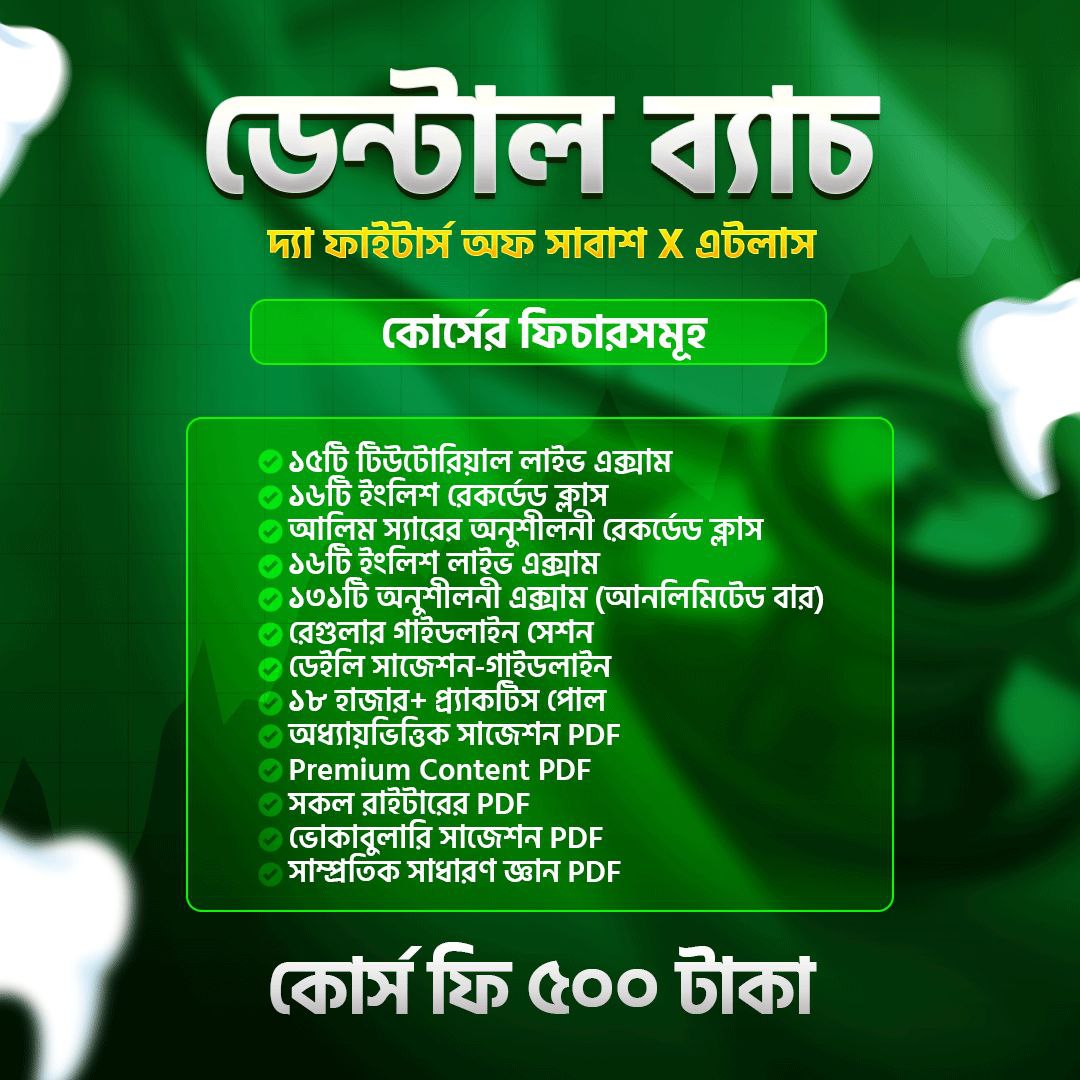 ডেন্টাল ব্যাচ
দ্যা ফাইটার্স অফ সাবাশ X এটলাস
কোর্সের ফিচারসমূহ
১৫টি টিউটোরিয়াল লাইভ এক্সাম
১৬টি ইংলিশ রেকর্ডেড ক্লাস
আলিম স্যারের অনুশীলনী রেকর্ডেড ক্লাস
১৬টি ইংলিশ লাইভ এক্সাম
১৩১টি অনুশীলনী এক্সাম (আনলিমিটেড বার)
রেগুলার গাইডলাইন সেশন
ডেইলি সাজেশন-গাইডলাইন
১৮ হাজার+ প্র্যাকটিস পোল
অধ্যায়ভিত্তিক সাজেশন PDF
Premium Content PDF
সকল রাইটারের PDF
ভোকাবুলারি সাজেশন PDF
সাম্প্রতিক সাধারণ জ্ঞান PDF
কোর্স ফি ৫০০ টাকা